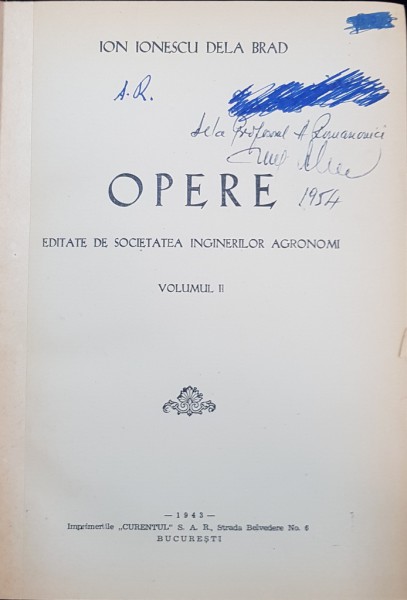 ION IONESCU DELA BRAD
A. R.
dela Profesorul A Romanovici
OPERE
1954
EDITATE DE SOCIETATEA INGINERILOR AGRONOMI
VOLUMUL II
— 1943 —
Imprimeriile „CURENTUL” S. A. R., Strada Belvedere No. 6
BUCUREȘTI